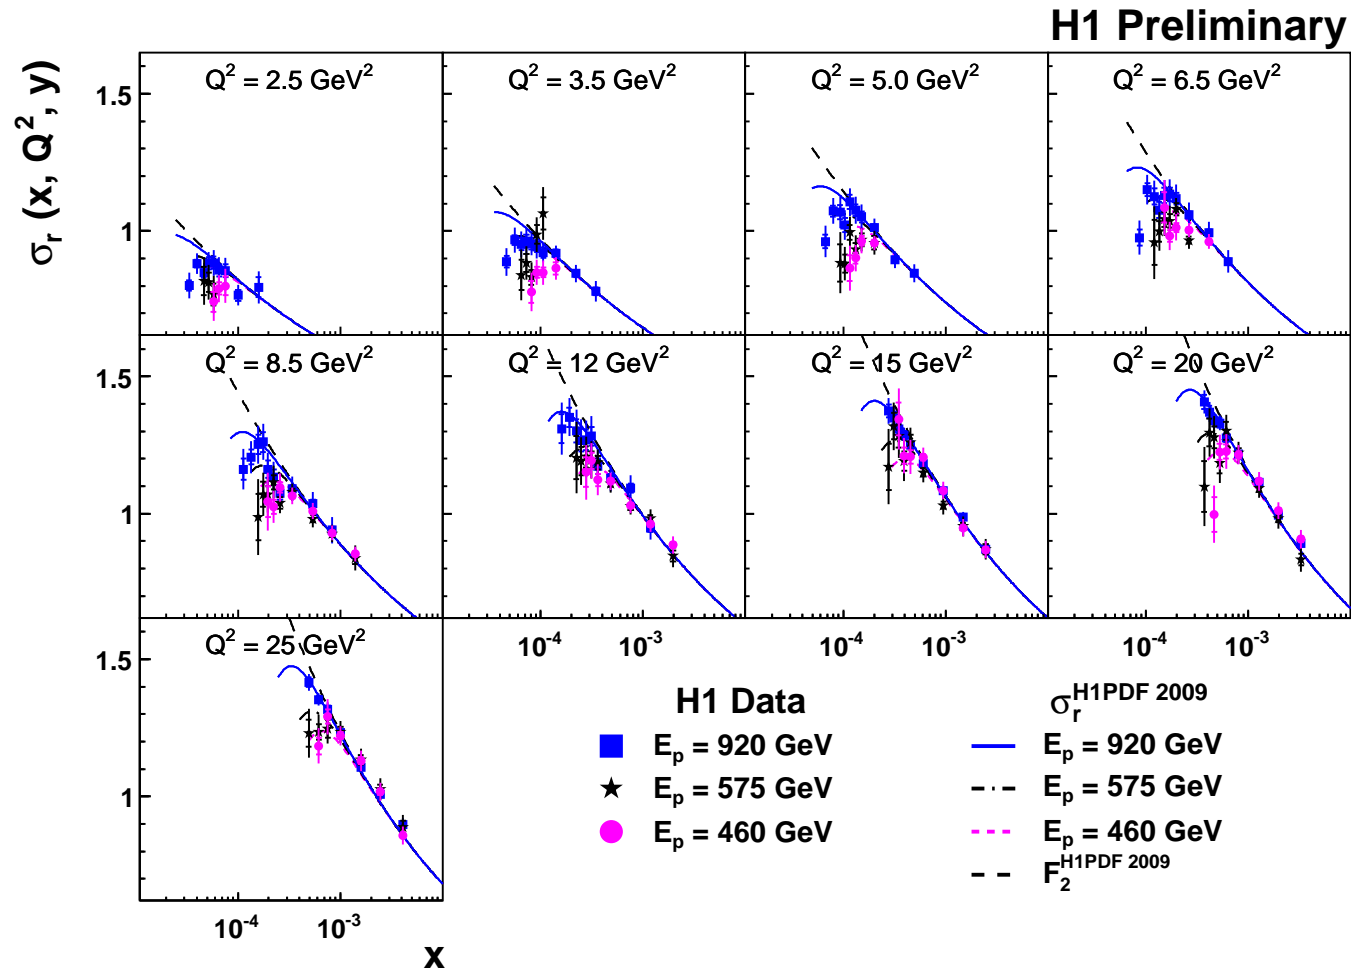 H1 Preliminary
σr (x, Q², y)
Q² = 2.5 GeV²
Q² = 3.5 GeV²
Q² = 5.0 GeV²
Q² = 6.5 GeV²
1.5
1
Q² = 8.5 GeV²
Q² = 12 GeV²
Q² = 15 GeV²
Q² = 20 GeV²
1.5
1
10⁻⁴ 10⁻³
10⁻⁴ 10⁻³
10⁻⁴ 10⁻³
Q² = 25 GeV²
1.5
1
10⁻⁴ 10⁻³
x
H1 Data
Eₚ = 920 GeV
Eₚ = 575 GeV
Eₚ = 460 GeV
σr^H1PDF 2009
Eₚ = 920 GeV
Eₚ = 575 GeV
Eₚ = 460 GeV
F₂^H1PDF 2009